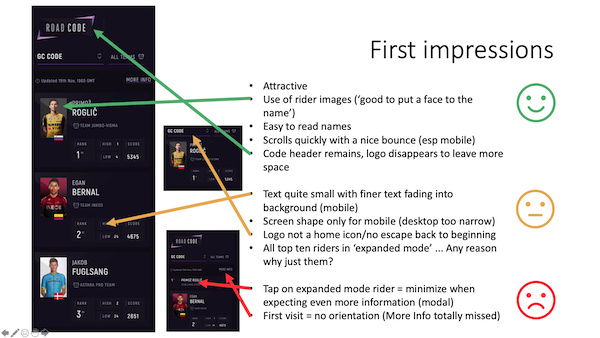 First impressions
ROAD CODE
GC CODE
ALL TEAMS
Updated 15th Nov, 1000 GMT
MORE INFO
PRIMOŽ
ROGLIČ
TEAM JUMBO-VISMA
RANK
HIGH 1
SCORE
1
LOW 4
5345
EGAN
BERNAL
TEAM INEOS
RANK
SCORE
2
LOW 24
4675
JAKOB
FUGLSANG
ASTANA PRO TEAM
RANK
HIGH 2
SCORE
3
2651
GC CODE
ROGLIČ
5345
ROAD CODE
GC CODE
MORE INFO
PRIMOŽ ROGLIČ
EGAN
BERNAL
4675
• Attractive
• Use of rider images (‘good to put a face to the
name’)
• Easy to read names
• Scrolls quickly with a nice bounce (esp mobile)
• Code header remains, logo disappears to leave more
space
• Text quite small with finer text fading into
background (mobile)
• Screen shape only for mobile (desktop too narrow)
• Logo not a home icon/no escape back to beginning
• All top ten riders in ‘expanded mode’ ... Any reason
why just them?
• Tap on expanded mode rider = minimize when
expecting even more information (modal)
• First visit = no orientation (More Info totally missed)